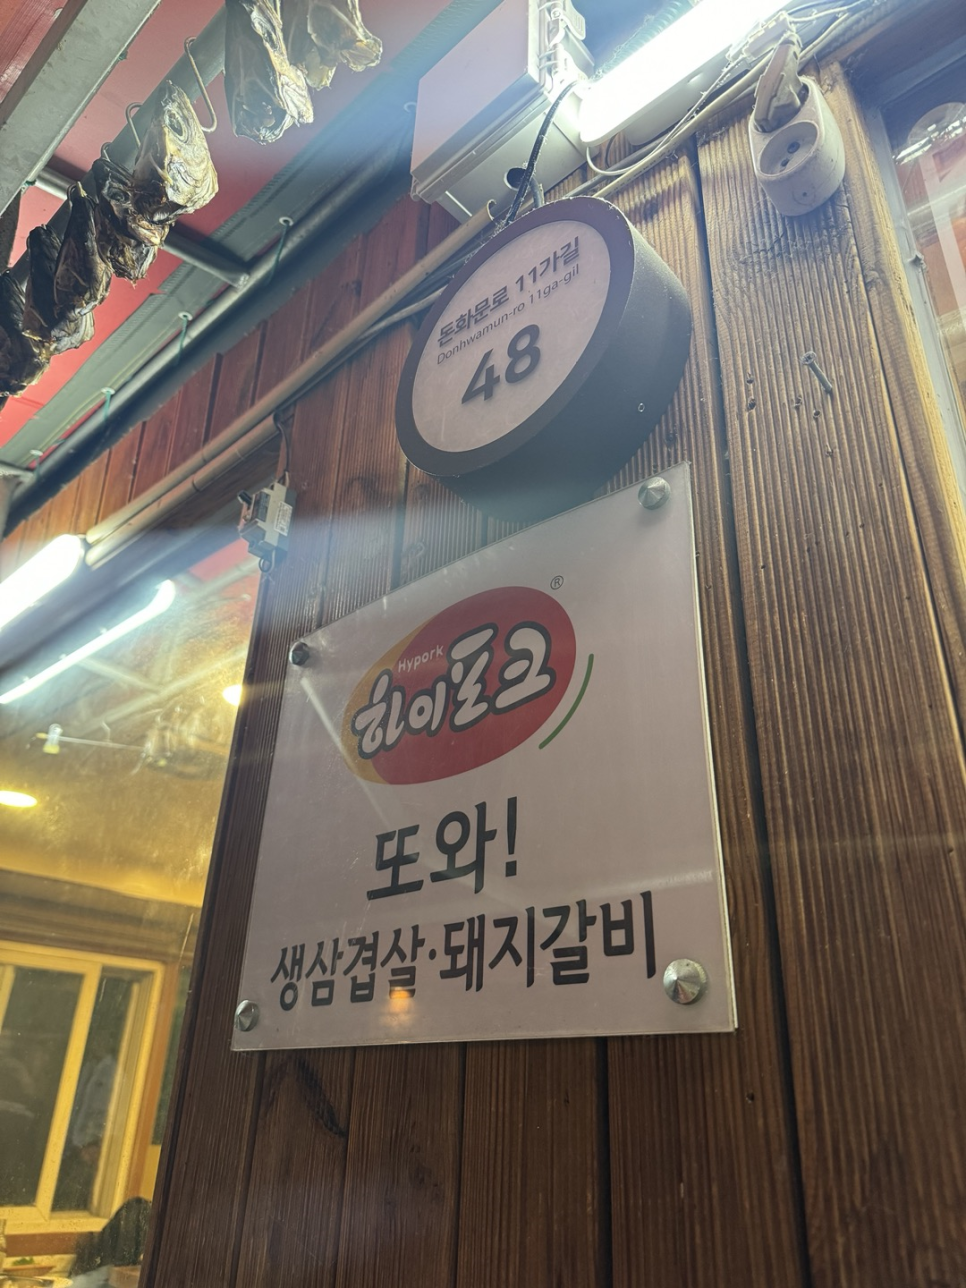 돈화문로 11가길
Donhwamun-ro 11ga-gil
48
®
Hypork
하이포크
또와!
생삼겹살·돼지갈비